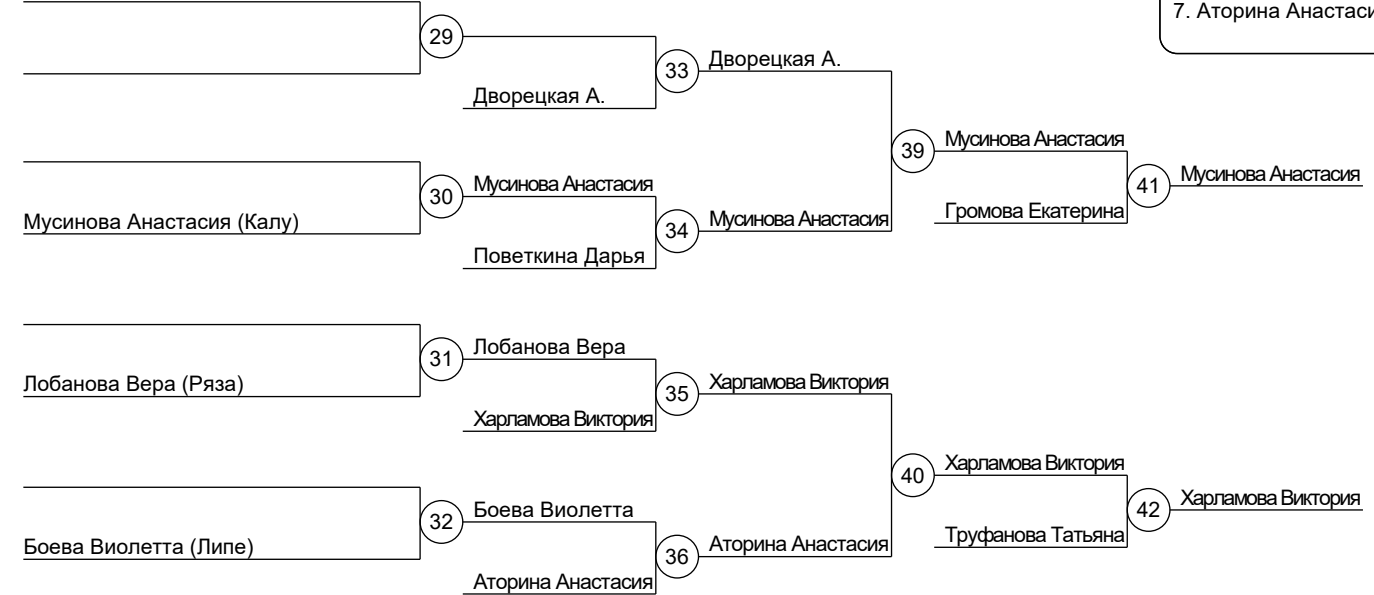 7. Аторина Анастаси
29
33
Дворецкая А.
Дворецкая А.
39
Мусинова Анастасия
30
Мусинова Анастасия
41
Мусинова Анастасия
Мусинова Анастасия (Калу)
34
Мусинова Анастасия
Громова Екатерина
Поветкина Дарья
31
Лобанова Вера
Лобанова Вера (Ряза)
35
Харламова Виктория
Харламова Виктория
40
Харламова Виктория
32
Боева Виолетта
42
Харламова Виктория
Боева Виолетта (Липе)
36
Аторина Анастасия
Труфанова Татьяна
Аторина Анастасия